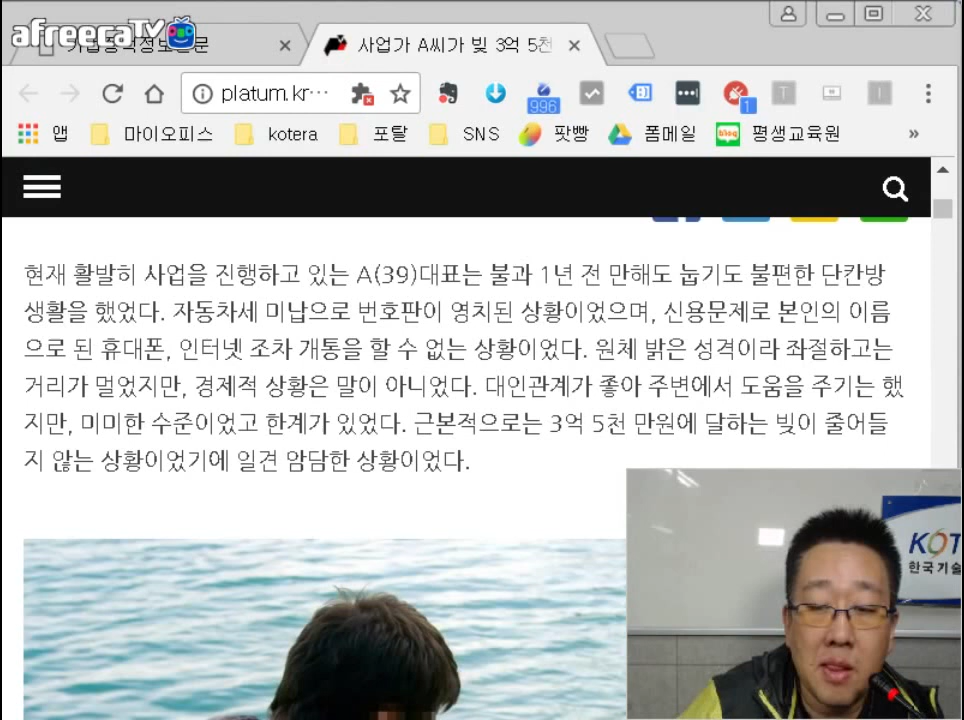 afreecaTV
사업가 A씨가 빚 3억 5천
platum.kr…
996
1
T
I
앱
마이오피스
kotera
포탈
SNS
팟빵
폼메일
blog
평생교육원
»
현재 활발히 사업을 진행하고 있는 A(39)대표는 불과 1년 전 만해도 눕기도 불편한 단칸방
생활을 했었다. 자동차세 미납으로 번호판이 영치된 상황이었으며, 신용문제로 본인의 이름
으로 된 휴대폰, 인터넷 조차 개통을 할 수 없는 상황이었다. 원체 밝은 성격이라 좌절하고는
거리가 멀었지만, 경제적 상황은 말이 아니었다. 대인관계가 좋아 주변에서 도움을 주기는 했
지만, 미미한 수준이었고 한계가 있었다. 근본적으로는 3억 5천 만원에 달하는 빚이 줄어들
지 않는 상황이었기에 일견 암담한 상황이었다.
KOT
한국기술